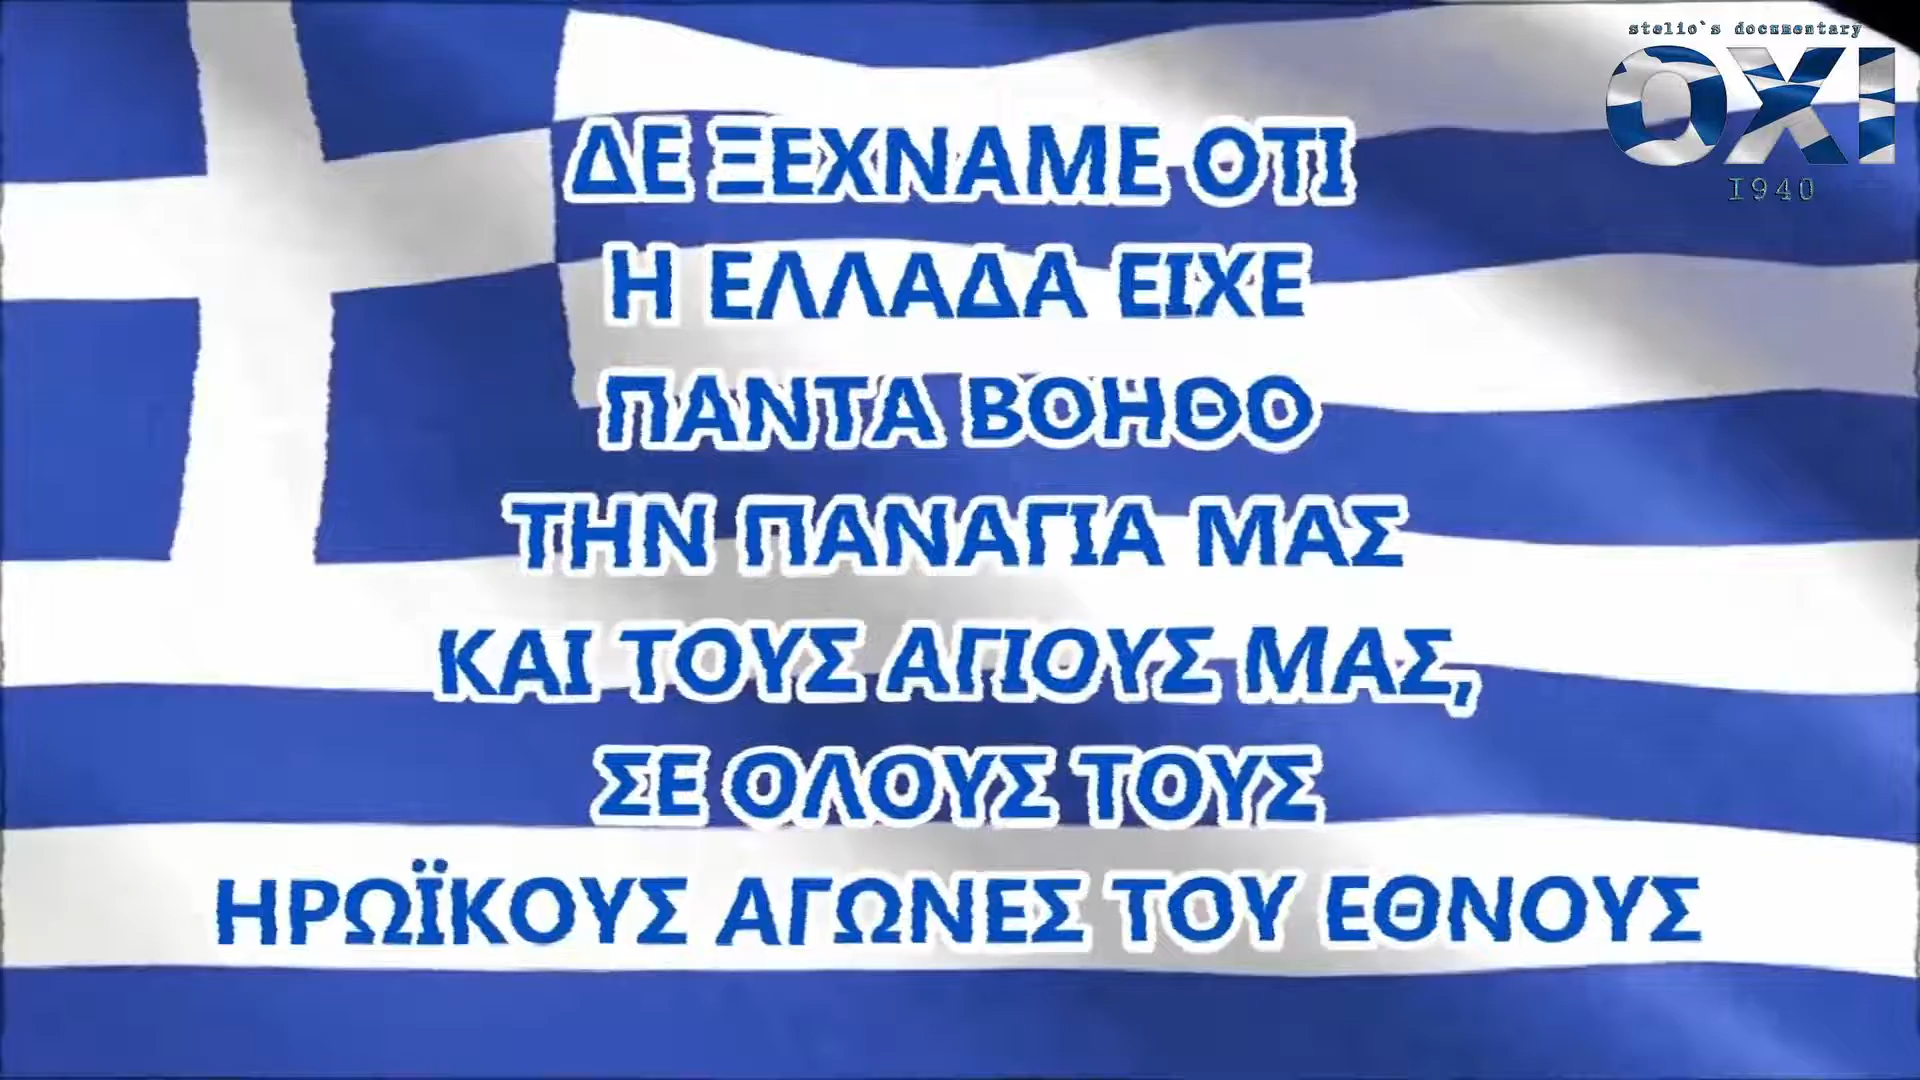 stelio`s documentary
ΟΧΙ
1940
ΔΕ ΞΕΧΝΑΜΕ ΟΤΙ
Η ΕΛΛΑΔΑ ΕΙΧΕ
ΠΑΝΤΑ ΒΟΗΘΟ
ΤΗΝ ΠΑΝΑΓΙΑ ΜΑΣ
ΚΑΙ ΤΟΥΣ ΑΓΙΟΥΣ ΜΑΣ,
ΣΕ ΟΛΟΥΣ ΤΟΥΣ
ΗΡΩΪΚΟΥΣ ΑΓΩΝΕΣ ΤΟΥ ΕΘΝΟΥΣ